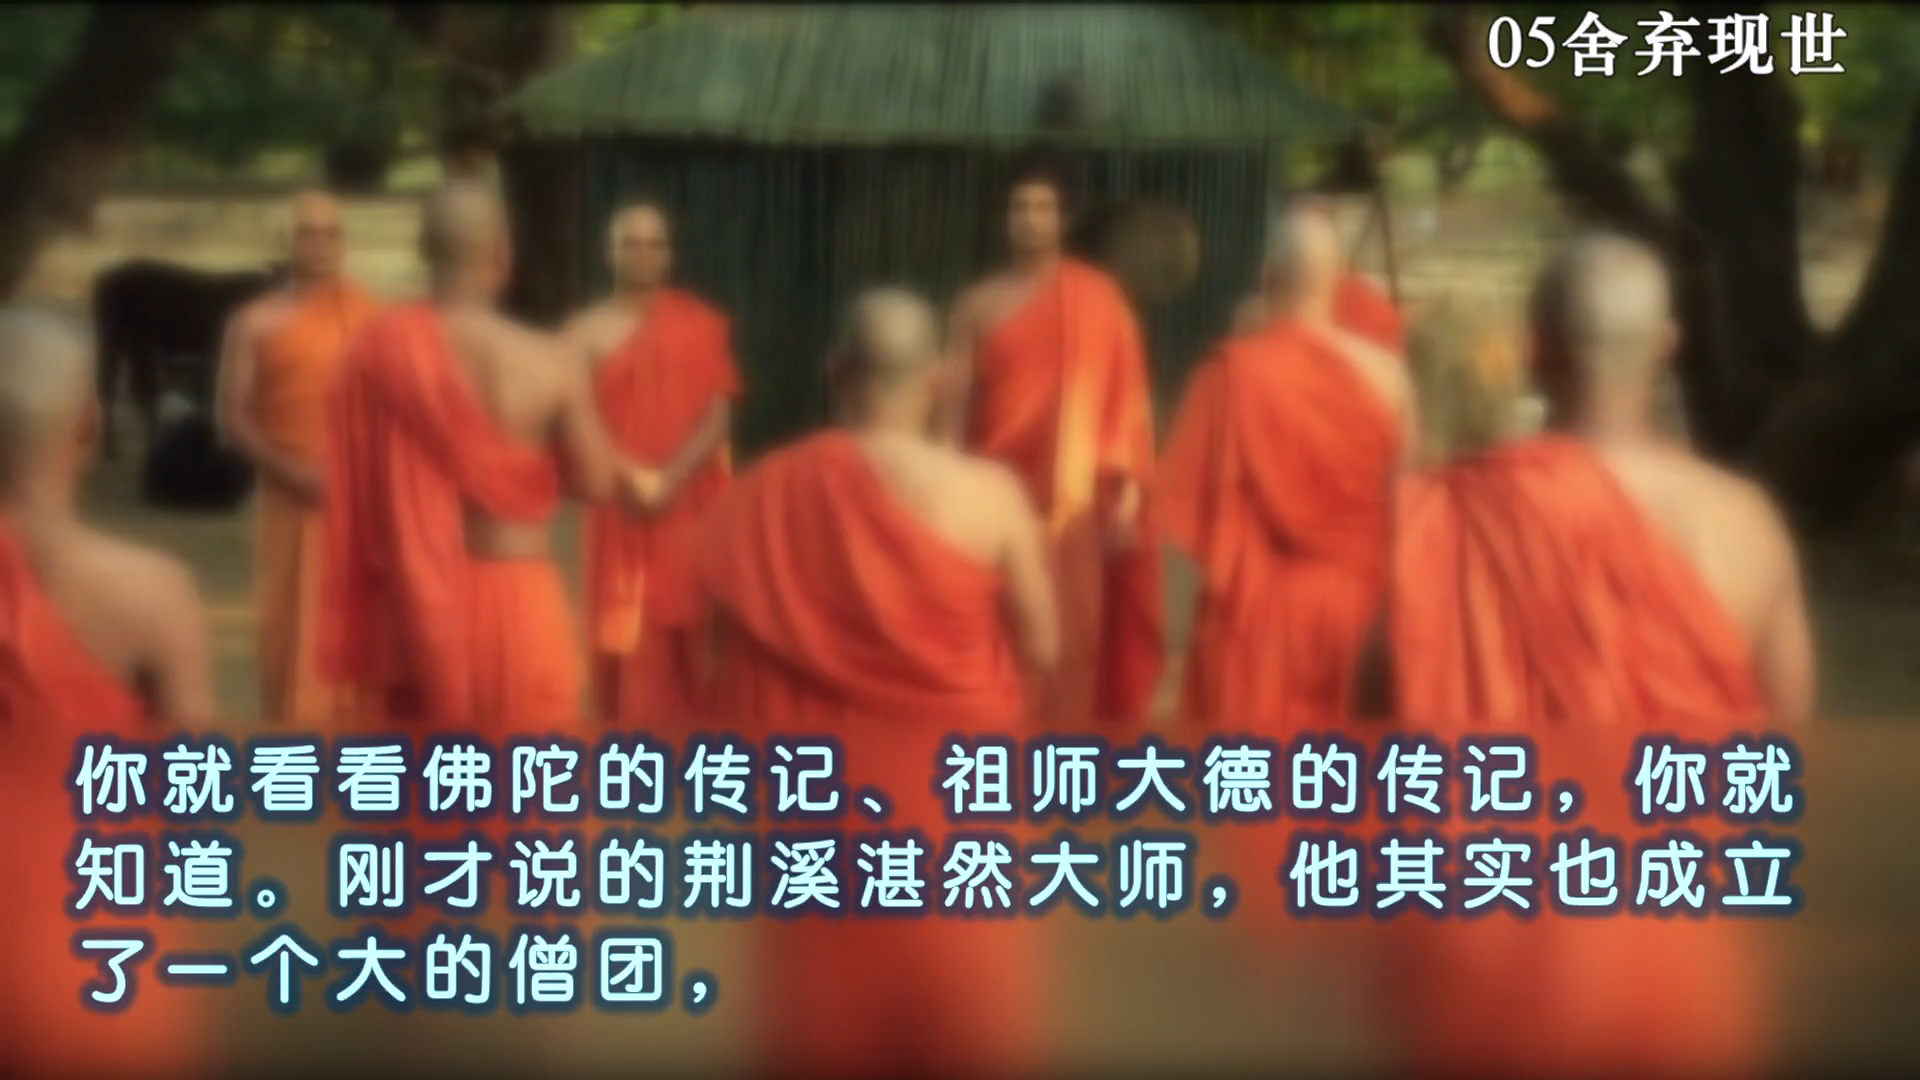 05舍弃现世
你就看看佛陀的传记、祖师大德的传记，你就
知道。刚才说的荆溪湛然大师，他其实也成立
了一个大的僧团，